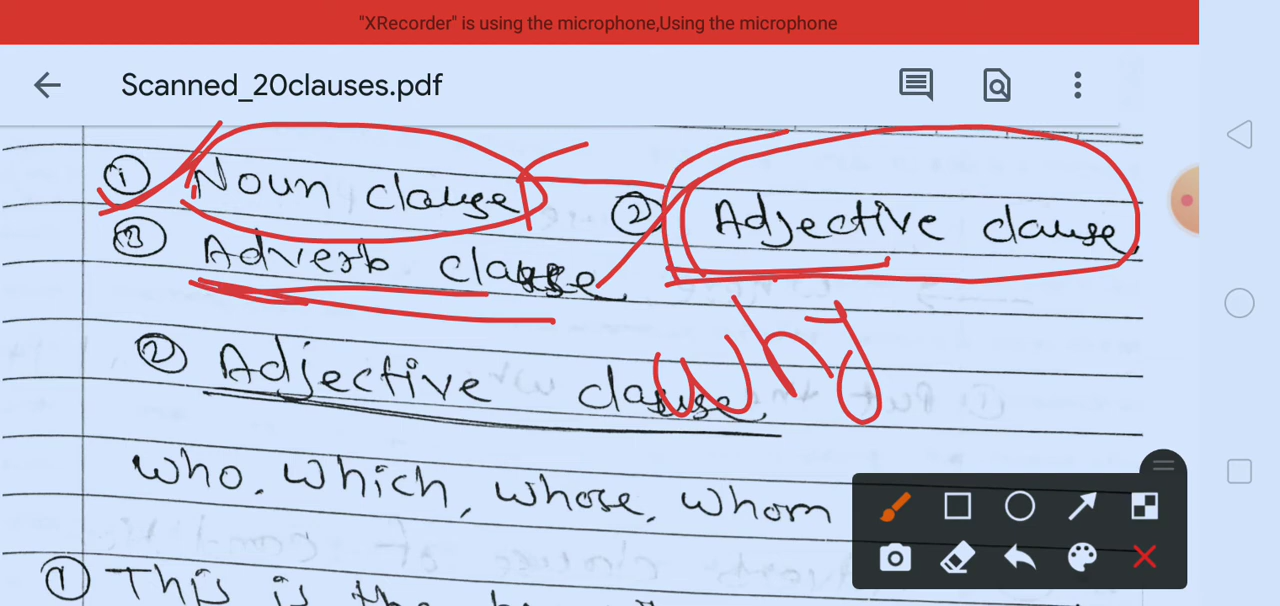 "XRecorder" is using the microphone,Using the microphone
Scanned_20clauses.pdf
① Noun clause ② Adjective clause,
③ Adverb clause,
② Adjective clause, why
who, which, whose, whom
① This is the